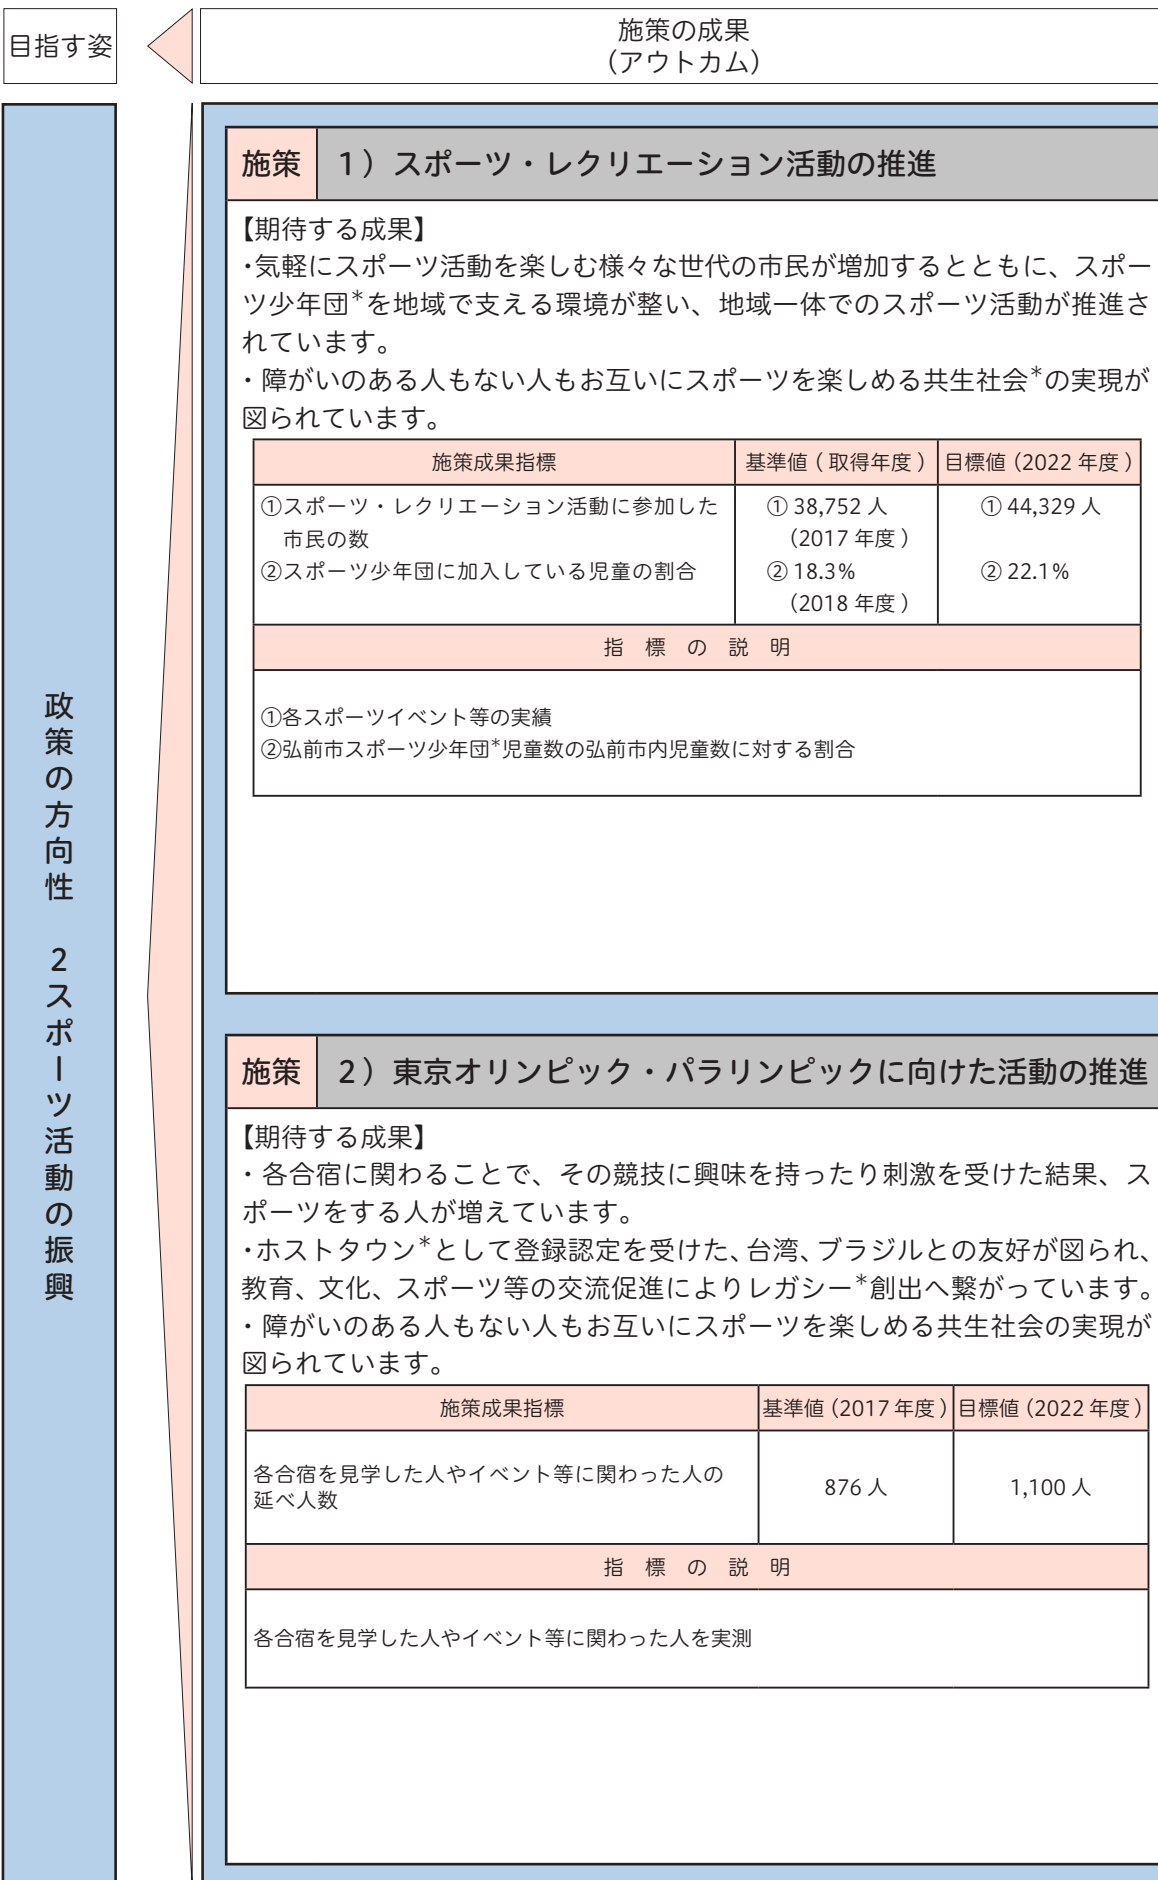 目指す姿
施策の成果
（アウトカム）
政策の方向性　2スポーツ活動の振興
施策
1）スポーツ・レクリエーション活動の推進
【期待する成果】
・気軽にスポーツ活動を楽しむ様々な世代の市民が増加するとともに、スポー
ツ少年団*を地域で支える環境が整い、地域一体でのスポーツ活動が推進さ
れています。
・障がいのある人もない人もお互いにスポーツを楽しめる共生社会*の実現が
図られています。
施策成果指標 基準値(取得年度) 目標値(2022年度)
①スポーツ・レクリエーション活動に参加した ①38,752人 ①44,329人
市民の数 （2017年度）
②スポーツ少年団に加入している児童の割合 ②18.3% ②22.1%
（2018年度）
指標の説明
①各スポーツイベント等の実績
②弘前市スポーツ少年団*児童数の弘前市内児童数に対する割合
施策
2）東京オリンピック・パラリンピックに向けた活動の推進
【期待する成果】
・各合宿に関わることで、その競技に興味を持ったり刺激を受けた結果、ス
ポーツをする人が増えています。
・ホストタウン*として登録認定を受けた、台湾、ブラジルとの友好が図られ、
教育、文化、スポーツ等の交流促進によりレガシー*創出へ繋がっています。
・障がいのある人もない人もお互いにスポーツを楽しめる共生社会の実現が
図られています。
施策成果指標 基準値(2017年度) 目標値(2022年度)
各合宿を見学した人やイベント等に関わった人の
延べ人数 876人 1,100人
指標の説明
各合宿を見学した人やイベント等に関わった人を実測